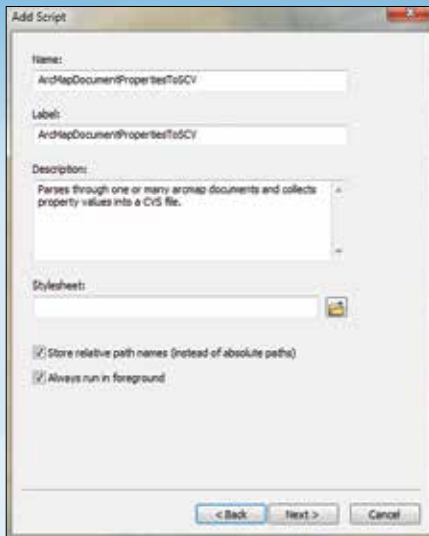 Add Script
Name:
ArcMapDocumentPropertiesToSCV
Label:
ArcMapDocumentPropertiesToSCV
Description:
Parses through one or many arcmap documents and collects
property values into a CVS file.
Stylesheet:
Store relative path names (instead of absolute paths)
Always run in foreground
< Back
Next >
Cancel